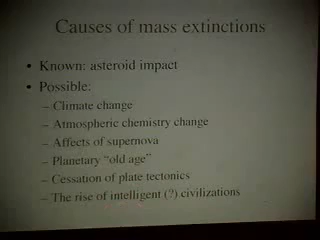 Causes of mass extinctions
• Known: asteroid impact
• Possible:
– Climate change
– Atmospheric chemistry change
– Affects of supernova
– Planetary “old age”
– Cessation of plate tectonics
– The rise of intelligent (?) civilizations